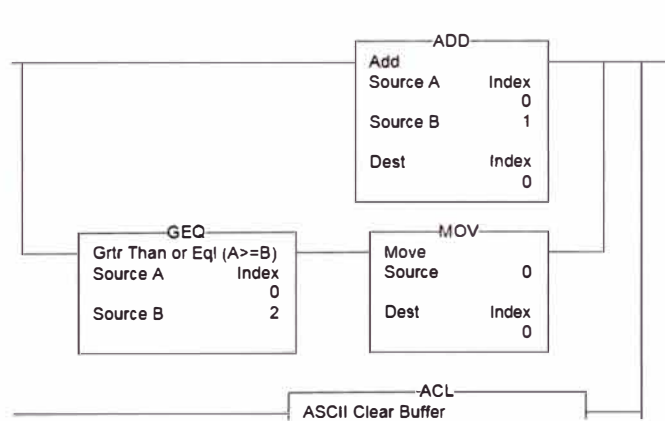 ADD
Add
Source A Index
0
Source B 1
Dest Index
0
GEQ
Grtr Than or Eql (A>=B)
Source A Index
0
Source B 2
MOV
Move
Source 0
Dest Index
0
ACL
ASCII Clear Buffer